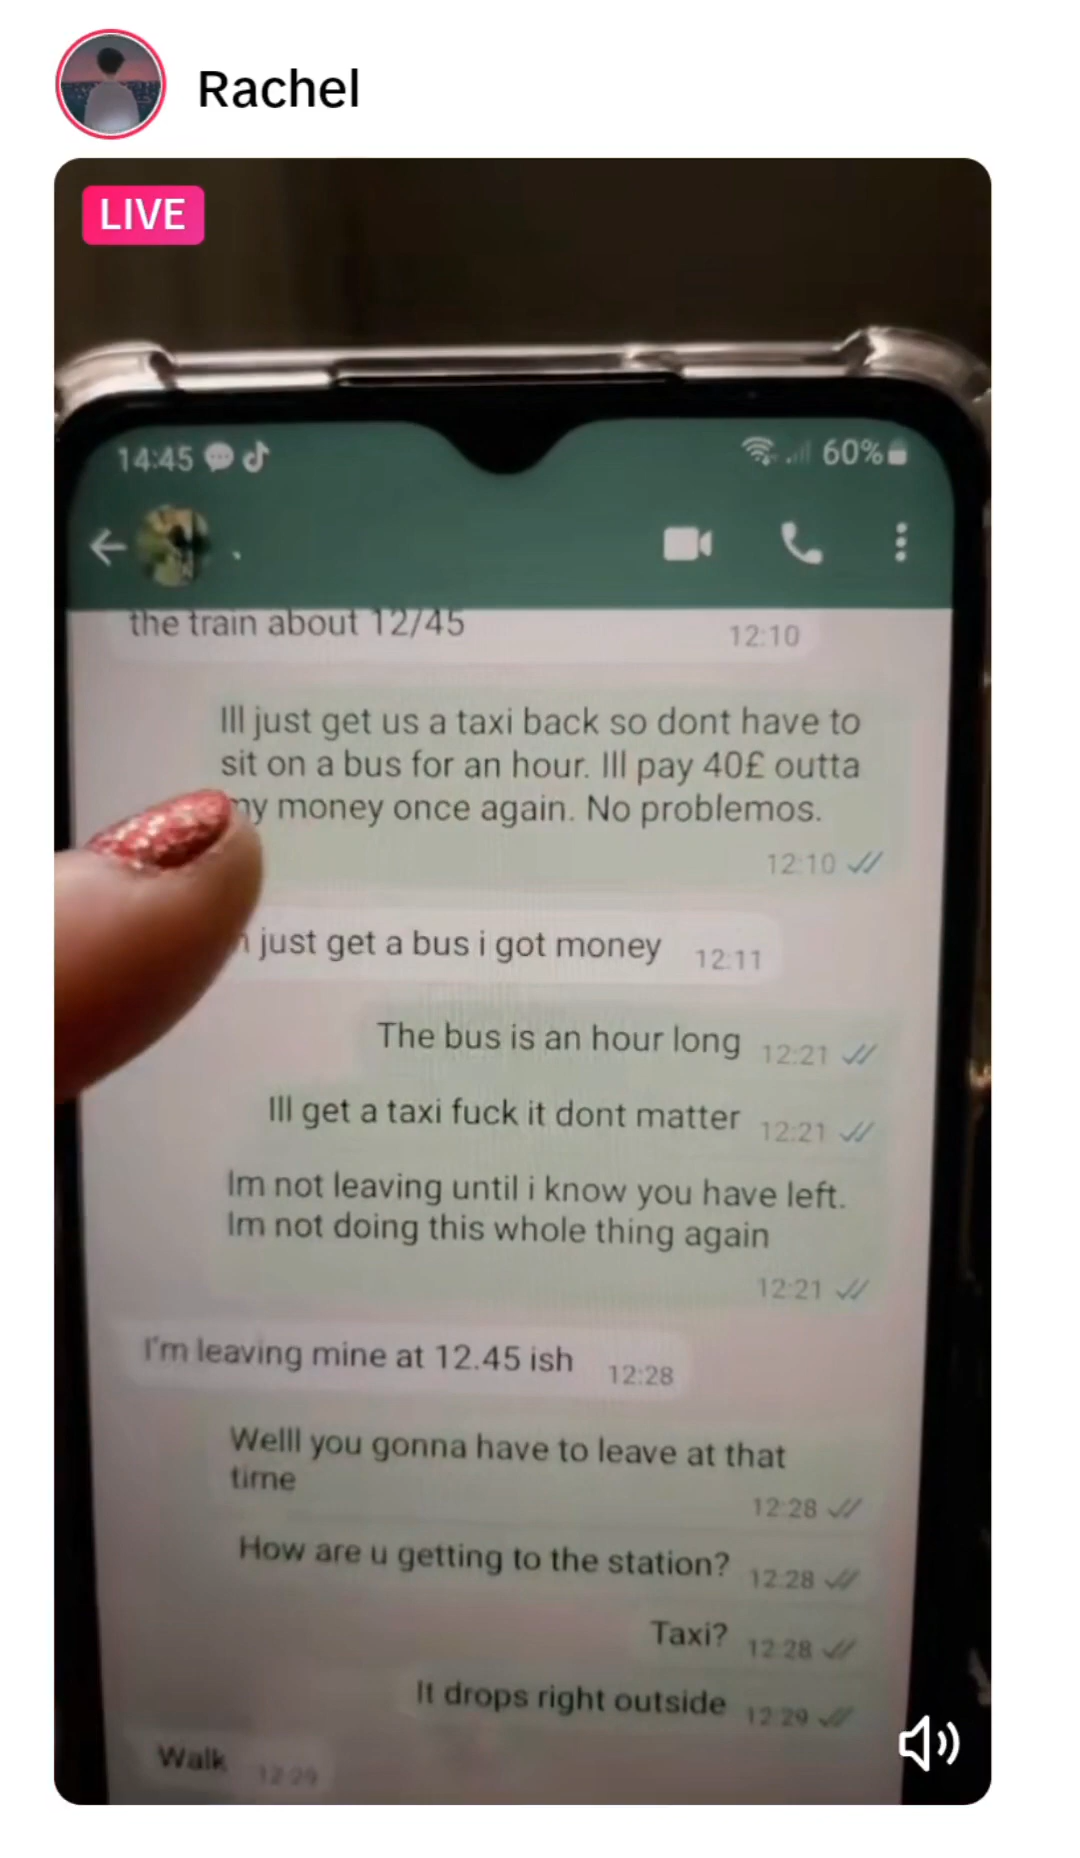 Rachel
LIVE
14:45
60%
the train about 12/45
12:10
Ill just get us a taxi back so dont have to
sit on a bus for an hour. Ill pay 40£ outta
money once again. No problemos.
12:10
just get a bus i got money 12:11
The bus is an hour long 12:21
Ill get a taxi fuck it dont matter 12:21
Im not leaving until i know you have left.
Im not doing this whole thing again
12:21
I'm leaving mine at 12.45 ish 12:28
Welll you gonna have to leave at that
time
12:28
How are u getting to the station? 12:28
Taxi? 12:28
It drops right outside 12:29
Walk 12:29